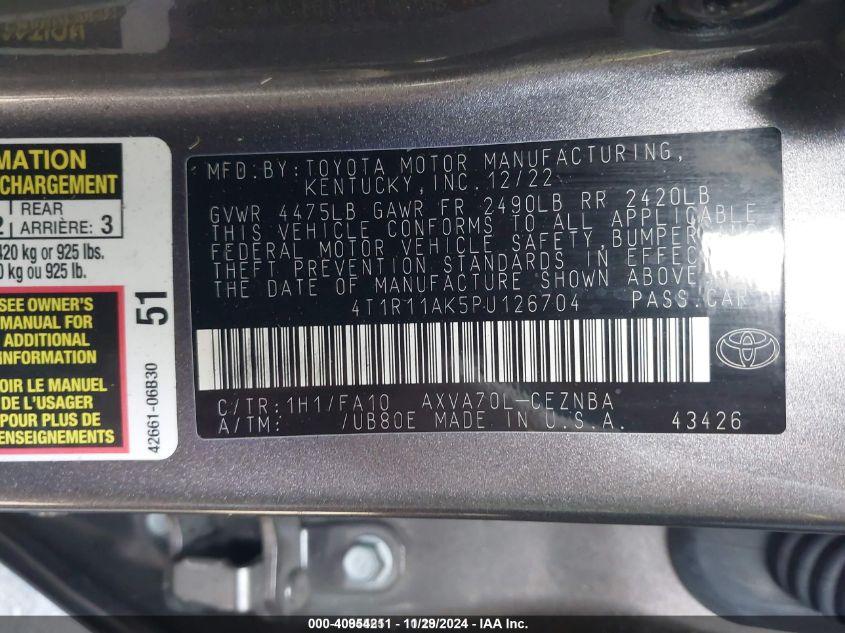 MATION
CHARGEMENT
2 REAR
ARRIÈRE: 3
420 kg or 925 lbs.
0 kg ou 925 lb.
SEE OWNER'S
MANUAL FOR
ADDITIONAL
INFORMATION
OIR LE MANUEL
DE L'USAGER
POUR PLUS DE
RENSEIGNEMENTS
51
42661-06B30
MFD. BY: TOYOTA MOTOR MANUFACTURING,
KENTUCKY, INC. 12/22
GVWR 4475LB GAWR FR 2490LB RR 2420LB
THIS VEHICLE CONFORMS TO ALL APPLICABLE
FEDERAL MOTOR VEHICLE SAFETY, BUMPER, AND
THEFT PREVENTION STANDARDS IN EFFECT
THE DATE OF MANUFACTURE SHOWN ABOVE.
4T1R11AK5PU126704 PASS. CAR
C/TR: 1H1/FA10 AXVA70L-CEZNBA
A/TM: /UB80E MADE IN U.S.A. 43426
11/29/2024 - IAA Inc.